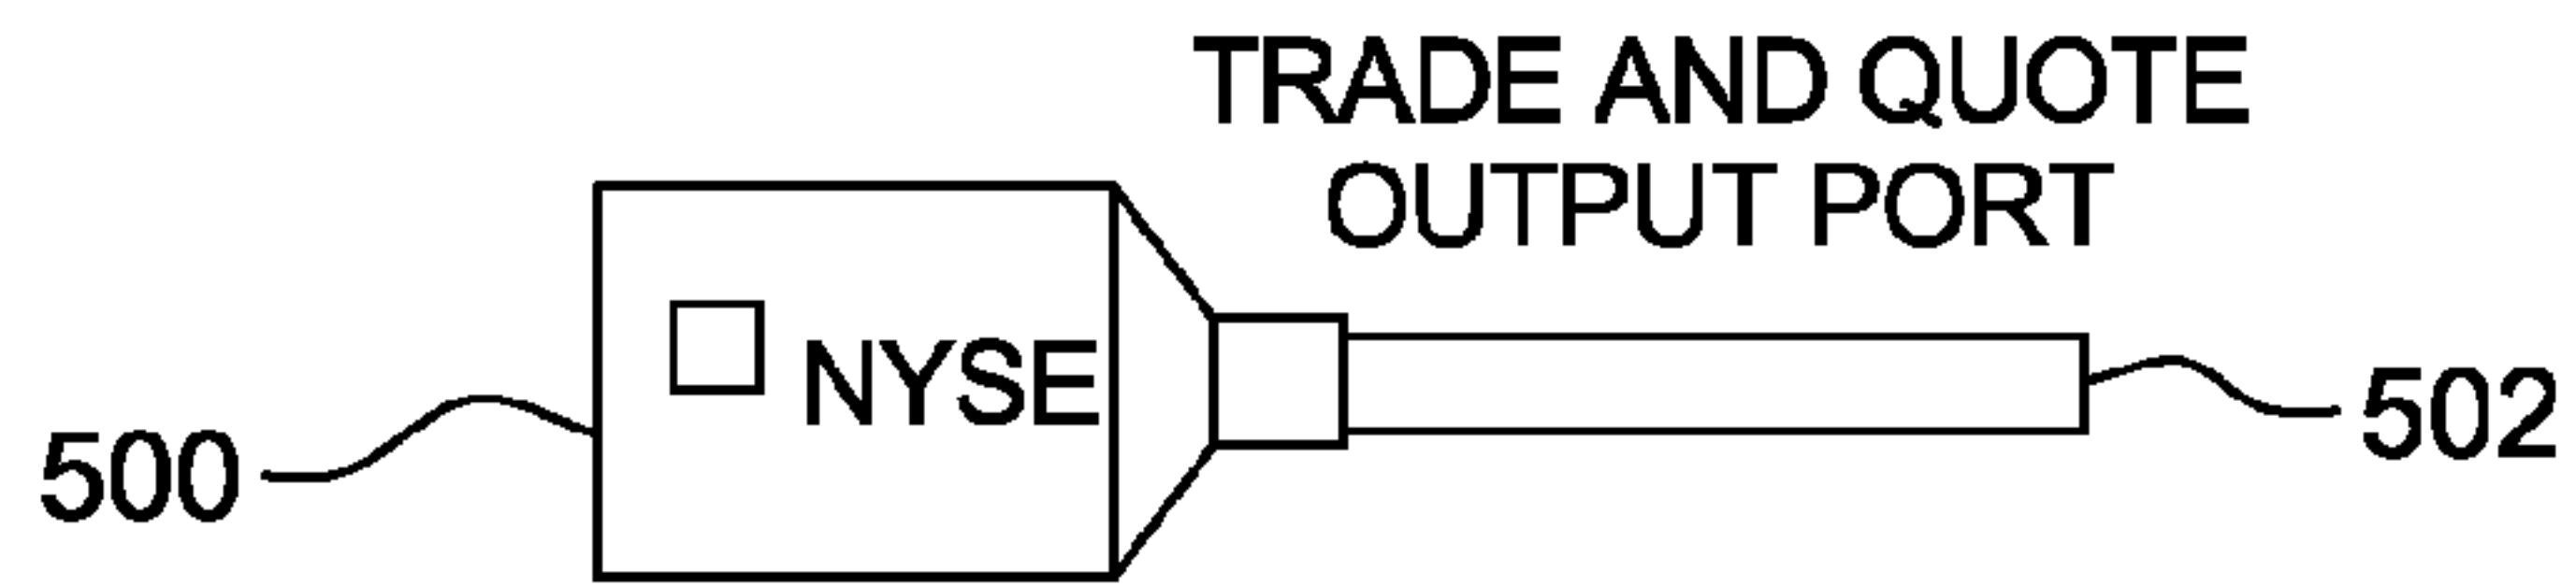 TRADE AND QUOTE
OUTPUT PORT
NYSE
500
502